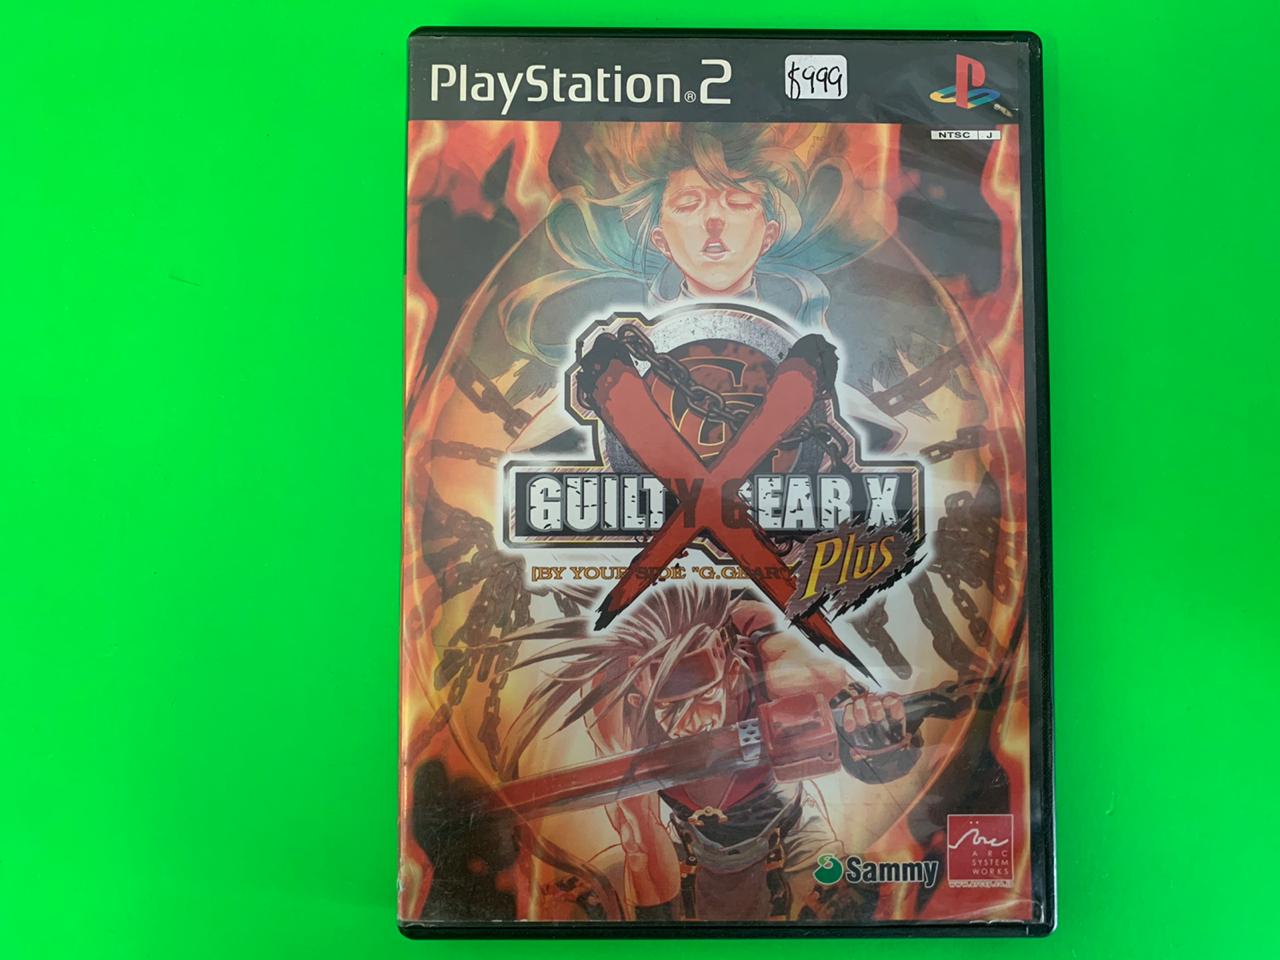 PlayStation®2
$999
NTSC J
GUILTY GEAR X
Plus
[BY YOUR SIDE "G.GEAR"]
Sammy
ARC
SYSTEM
WORKS